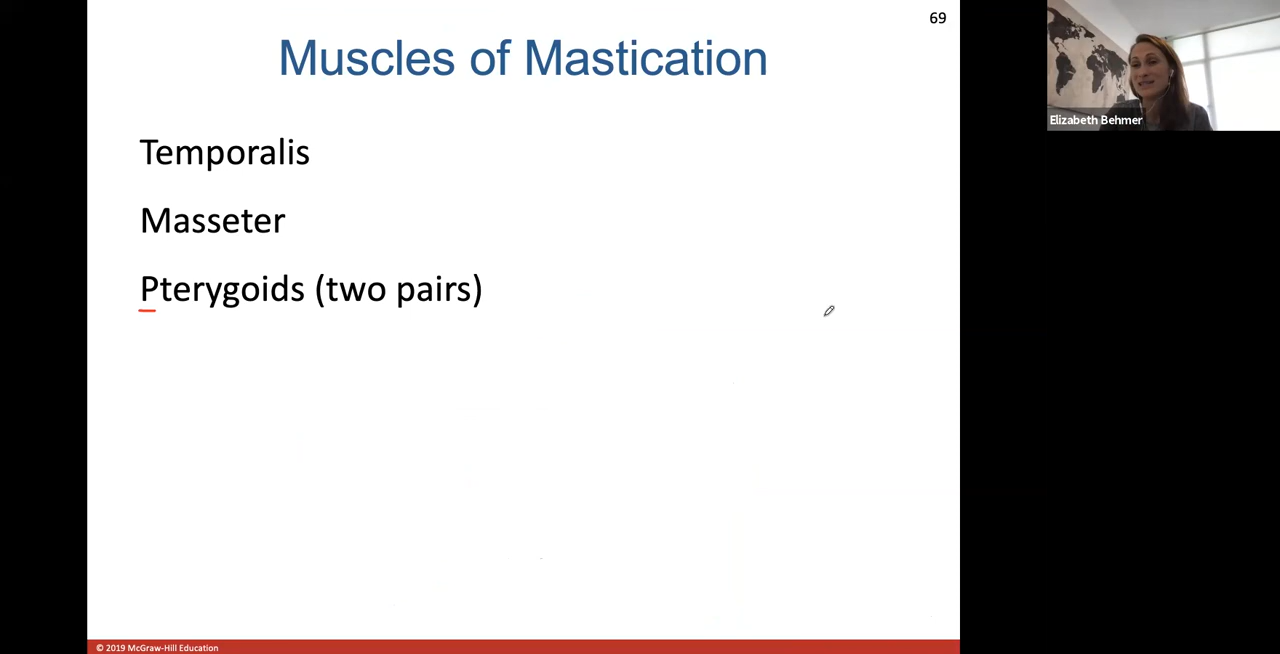 69
Muscles of Mastication
Elizabeth Behmer
Temporalis
Masseter
Pterygoids (two pairs)
© 2019 McGraw-Hill Education